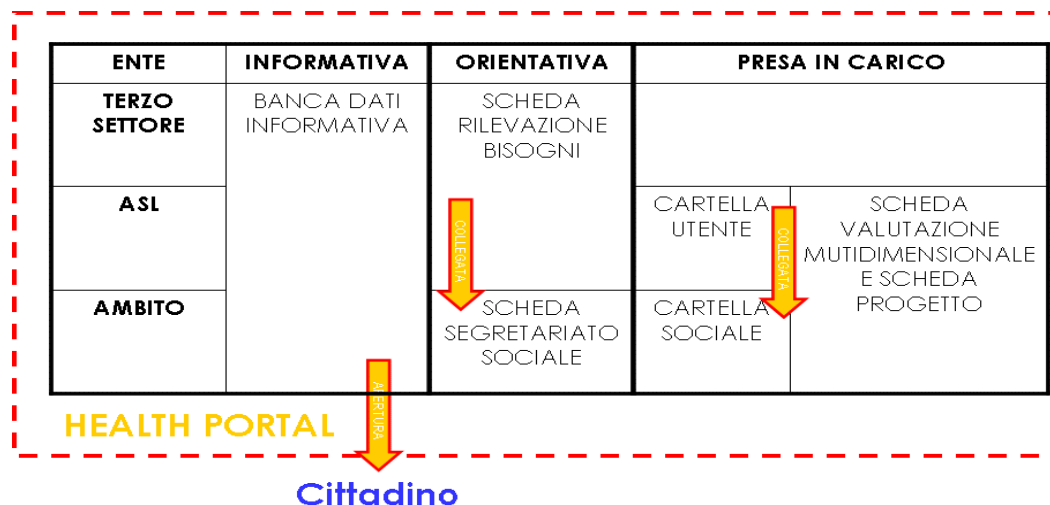 ENTE INFORMATIVA ORIENTATIVA PRESA IN CARICO
TERZO
SETTORE
BANCA DATI
INFORMATIVA
SCHEDA
RILEVAZIONE
BISOGNI
ASL
COLLEGATA
CARTELLA
UTENTE
COLLEGATA
SCHEDA
VALUTAZIONE
MUTIDIMENSIONALE
E SCHEDA
PROGETTO
AMBITO
SCHEDA
SEGRETARIATO
SOCIALE
CARTELLA
SOCIALE
APERTURA
HEALTH PORTAL
Cittadino